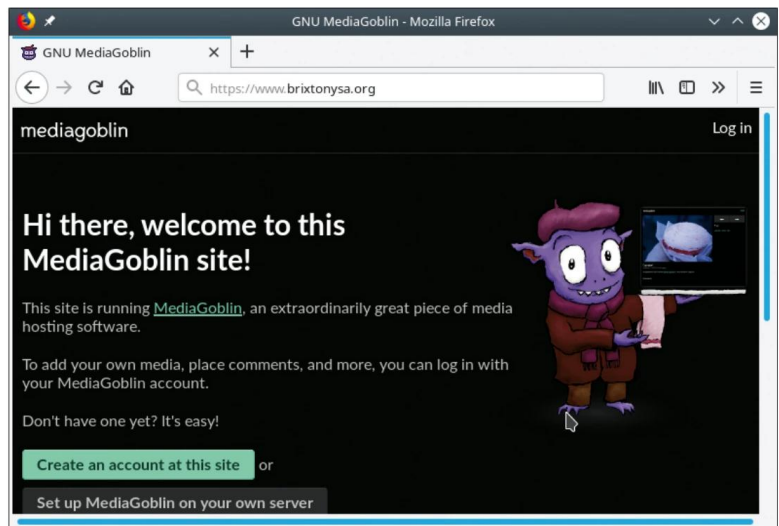 GNU MediaGoblin - Mozilla Firefox
GNU MediaGoblin
https://www.brixtonysa.org
mediagoblin
Log in
Hi there, welcome to this
MediaGoblin site!
This site is running MediaGoblin, an extraordinarily great piece of media
hosting software.
To add your own media, place comments, and more, you can log in with
your MediaGoblin account.
Don't have one yet? It's easy!
Create an account at this site or
Set up MediaGoblin on your own server